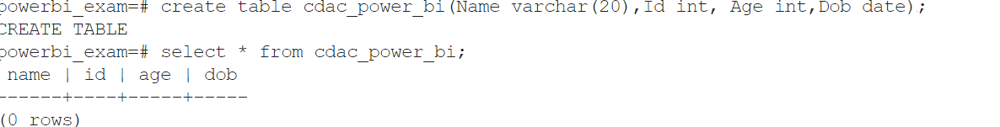 powerbi_exam=# create table cdac_power_bi(Name varchar(20),Id int, Age int,Dob date);
CREATE TABLE
powerbi_exam=# select * from cdac_power_bi;
 name | id | age | dob
------+----+-----+-----
(0 rows)